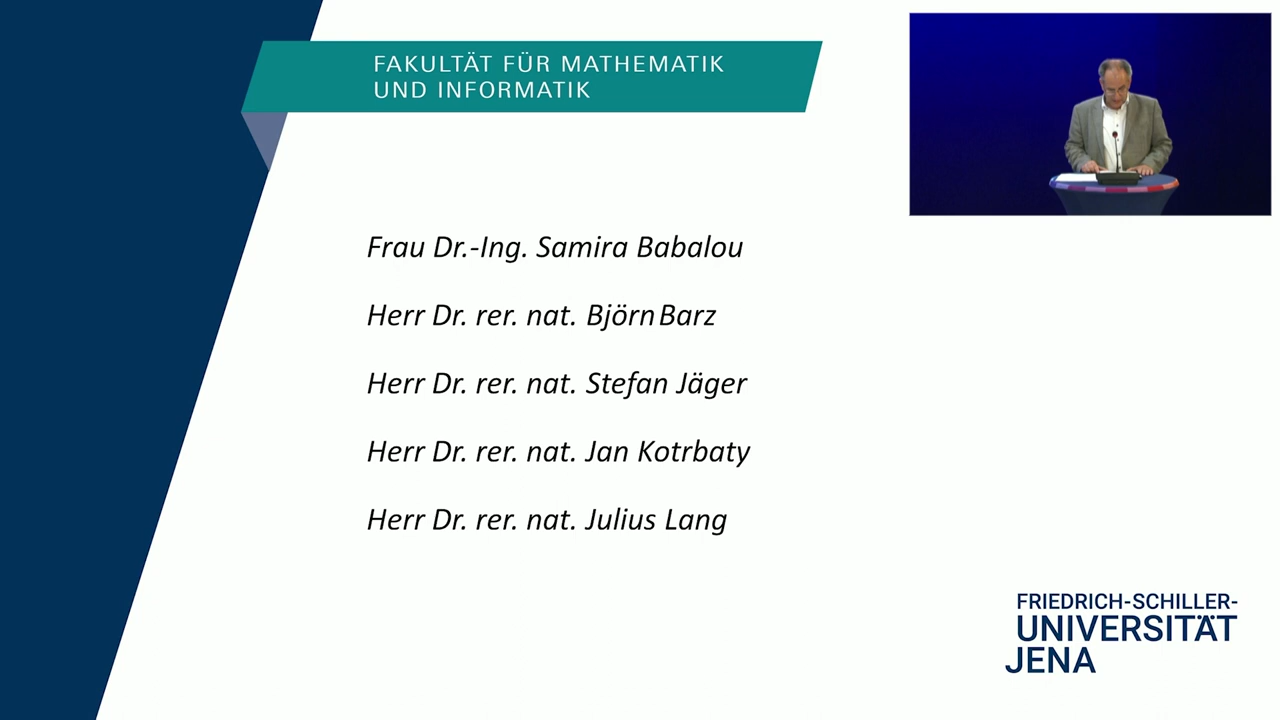 FAKULTÄT FÜR MATHEMATIK
UND INFORMATIK
Frau Dr.-Ing. Samira Babalou
Herr Dr. rer. nat. Björn Barz
Herr Dr. rer. nat. Stefan Jäger
Herr Dr. rer. nat. Jan Kotrbaty
Herr Dr. rer. nat. Julius Lang
FRIEDRICH-SCHILLER-
UNIVERSITÄT
JENA